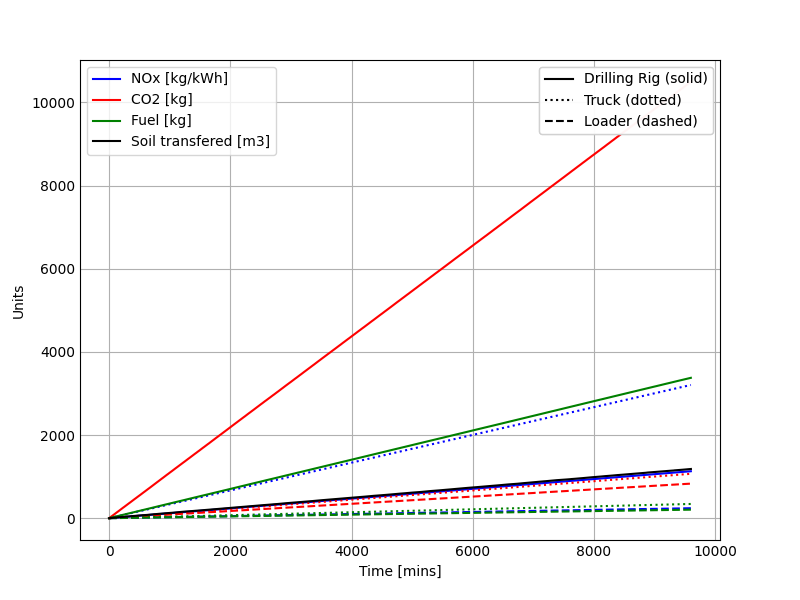 NOx [kg/kWh]
CO2 [kg]
Fuel [kg]
Soil transfered [m3]
Drilling Rig (solid)
Truck (dotted)
Loader (dashed)
10000
8000
6000
4000
2000
0
Units
0 2000 4000 6000 8000 10000
Time [mins]